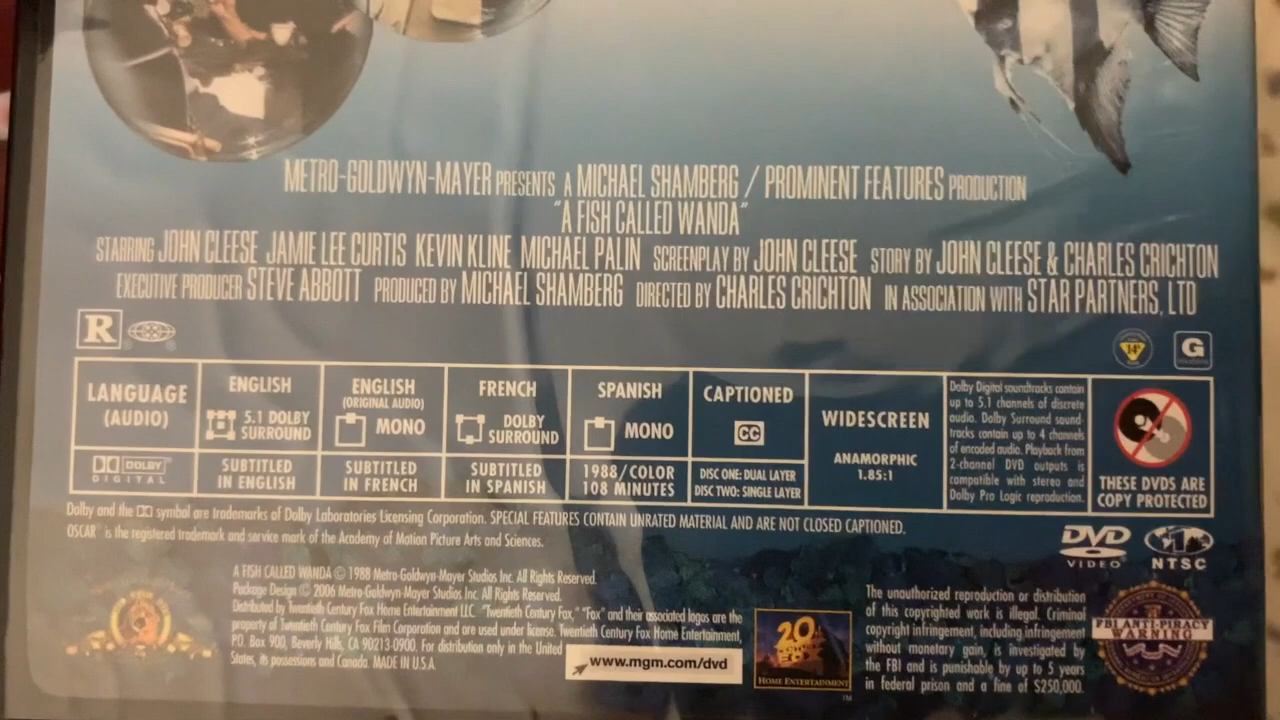 METRO-GOLDWYN-MAYER PRESENTS A MICHAEL SHAMBERG / PROMINENT FEATURES PRODUCTION
"A FISH CALLED WANDA"
STARRING JOHN CLEESE JAMIE LEE CURTIS KEVIN KLINE MICHAEL PALIN SCREENPLAY BY JOHN CLEESE STORY BY JOHN CLEESE & CHARLES CRICHTON
EXECUTIVE PRODUCER STEVE ABBOTT PRODUCED BY MICHAEL SHAMBERG DIRECTED BY CHARLES CRICHTON IN ASSOCIATION WITH STAR PARTNERS, LTD
R
14A
G
LANGUAGE
(AUDIO)
ENGLISH
5.1 DOLBY
SURROUND
ENGLISH
(ORIGINAL AUDIO)
MONO
FRENCH
DOLBY
SURROUND
SPANISH
MONO
CAPTIONED
CC
DOLBY
DIGITAL
SUBTITLED
IN ENGLISH
SUBTITLED
IN FRENCH
SUBTITLED
IN SPANISH
1988/COLOR
108 MINUTES
DISC ONE: DUAL LAYER
DISC TWO: SINGLE LAYER
WIDESCREEN
ANAMORPHIC
1.85:1
Dolby Digital soundtracks contain
up to 5.1 channels of discrete
audio. Dolby Surround sound-
tracks contain up to 4 channels
of encoded audio. Playback from
2-channel DVD outputs is
compatible with stereo and
Dolby Pro Logic reproduction.
THESE DVDS ARE
COPY PROTECTED
Dolby and the symbol are trademarks of Dolby Laboratories Licensing Corporation. SPECIAL FEATURES CONTAIN UNRATED MATERIAL AND ARE NOT CLOSED CAPTIONED.
OSCAR® is the registered trademark and service mark of the Academy of Motion Picture Arts and Sciences.
DVD
VIDEO
NTSC
A FISH CALLED WANDA © 1988 Metro-Goldwyn-Mayer Studios Inc. All Rights Reserved.
Package Design © 2006 Metro-Goldwyn-Mayer Studios Inc. All Rights Reserved.
Distributed by Twentieth Century Fox Home Entertainment LLC. "Twentieth Century Fox," "Fox" and their associated logos are the
property of Twentieth Century Fox Film Corporation and are used under license. Twentieth Century Fox Home Entertainment,
P.O. Box 900, Beverly Hills, CA 90213-0900. For distribution only in the United
States, its possessions and Canada. MADE IN U.S.A.
www.mgm.com/dvd
20th
CENTURY
FOX
HOME ENTERTAINMENT
TM
The unauthorized reproduction or distribution
of this copyrighted work is illegal. Criminal
copyright infringement, including infringement
without monetary gain, is investigated by
the FBI and is punishable by up to 5 years
in federal prison and a fine of $250,000.
FBI ANTI-PIRACY
WARNING